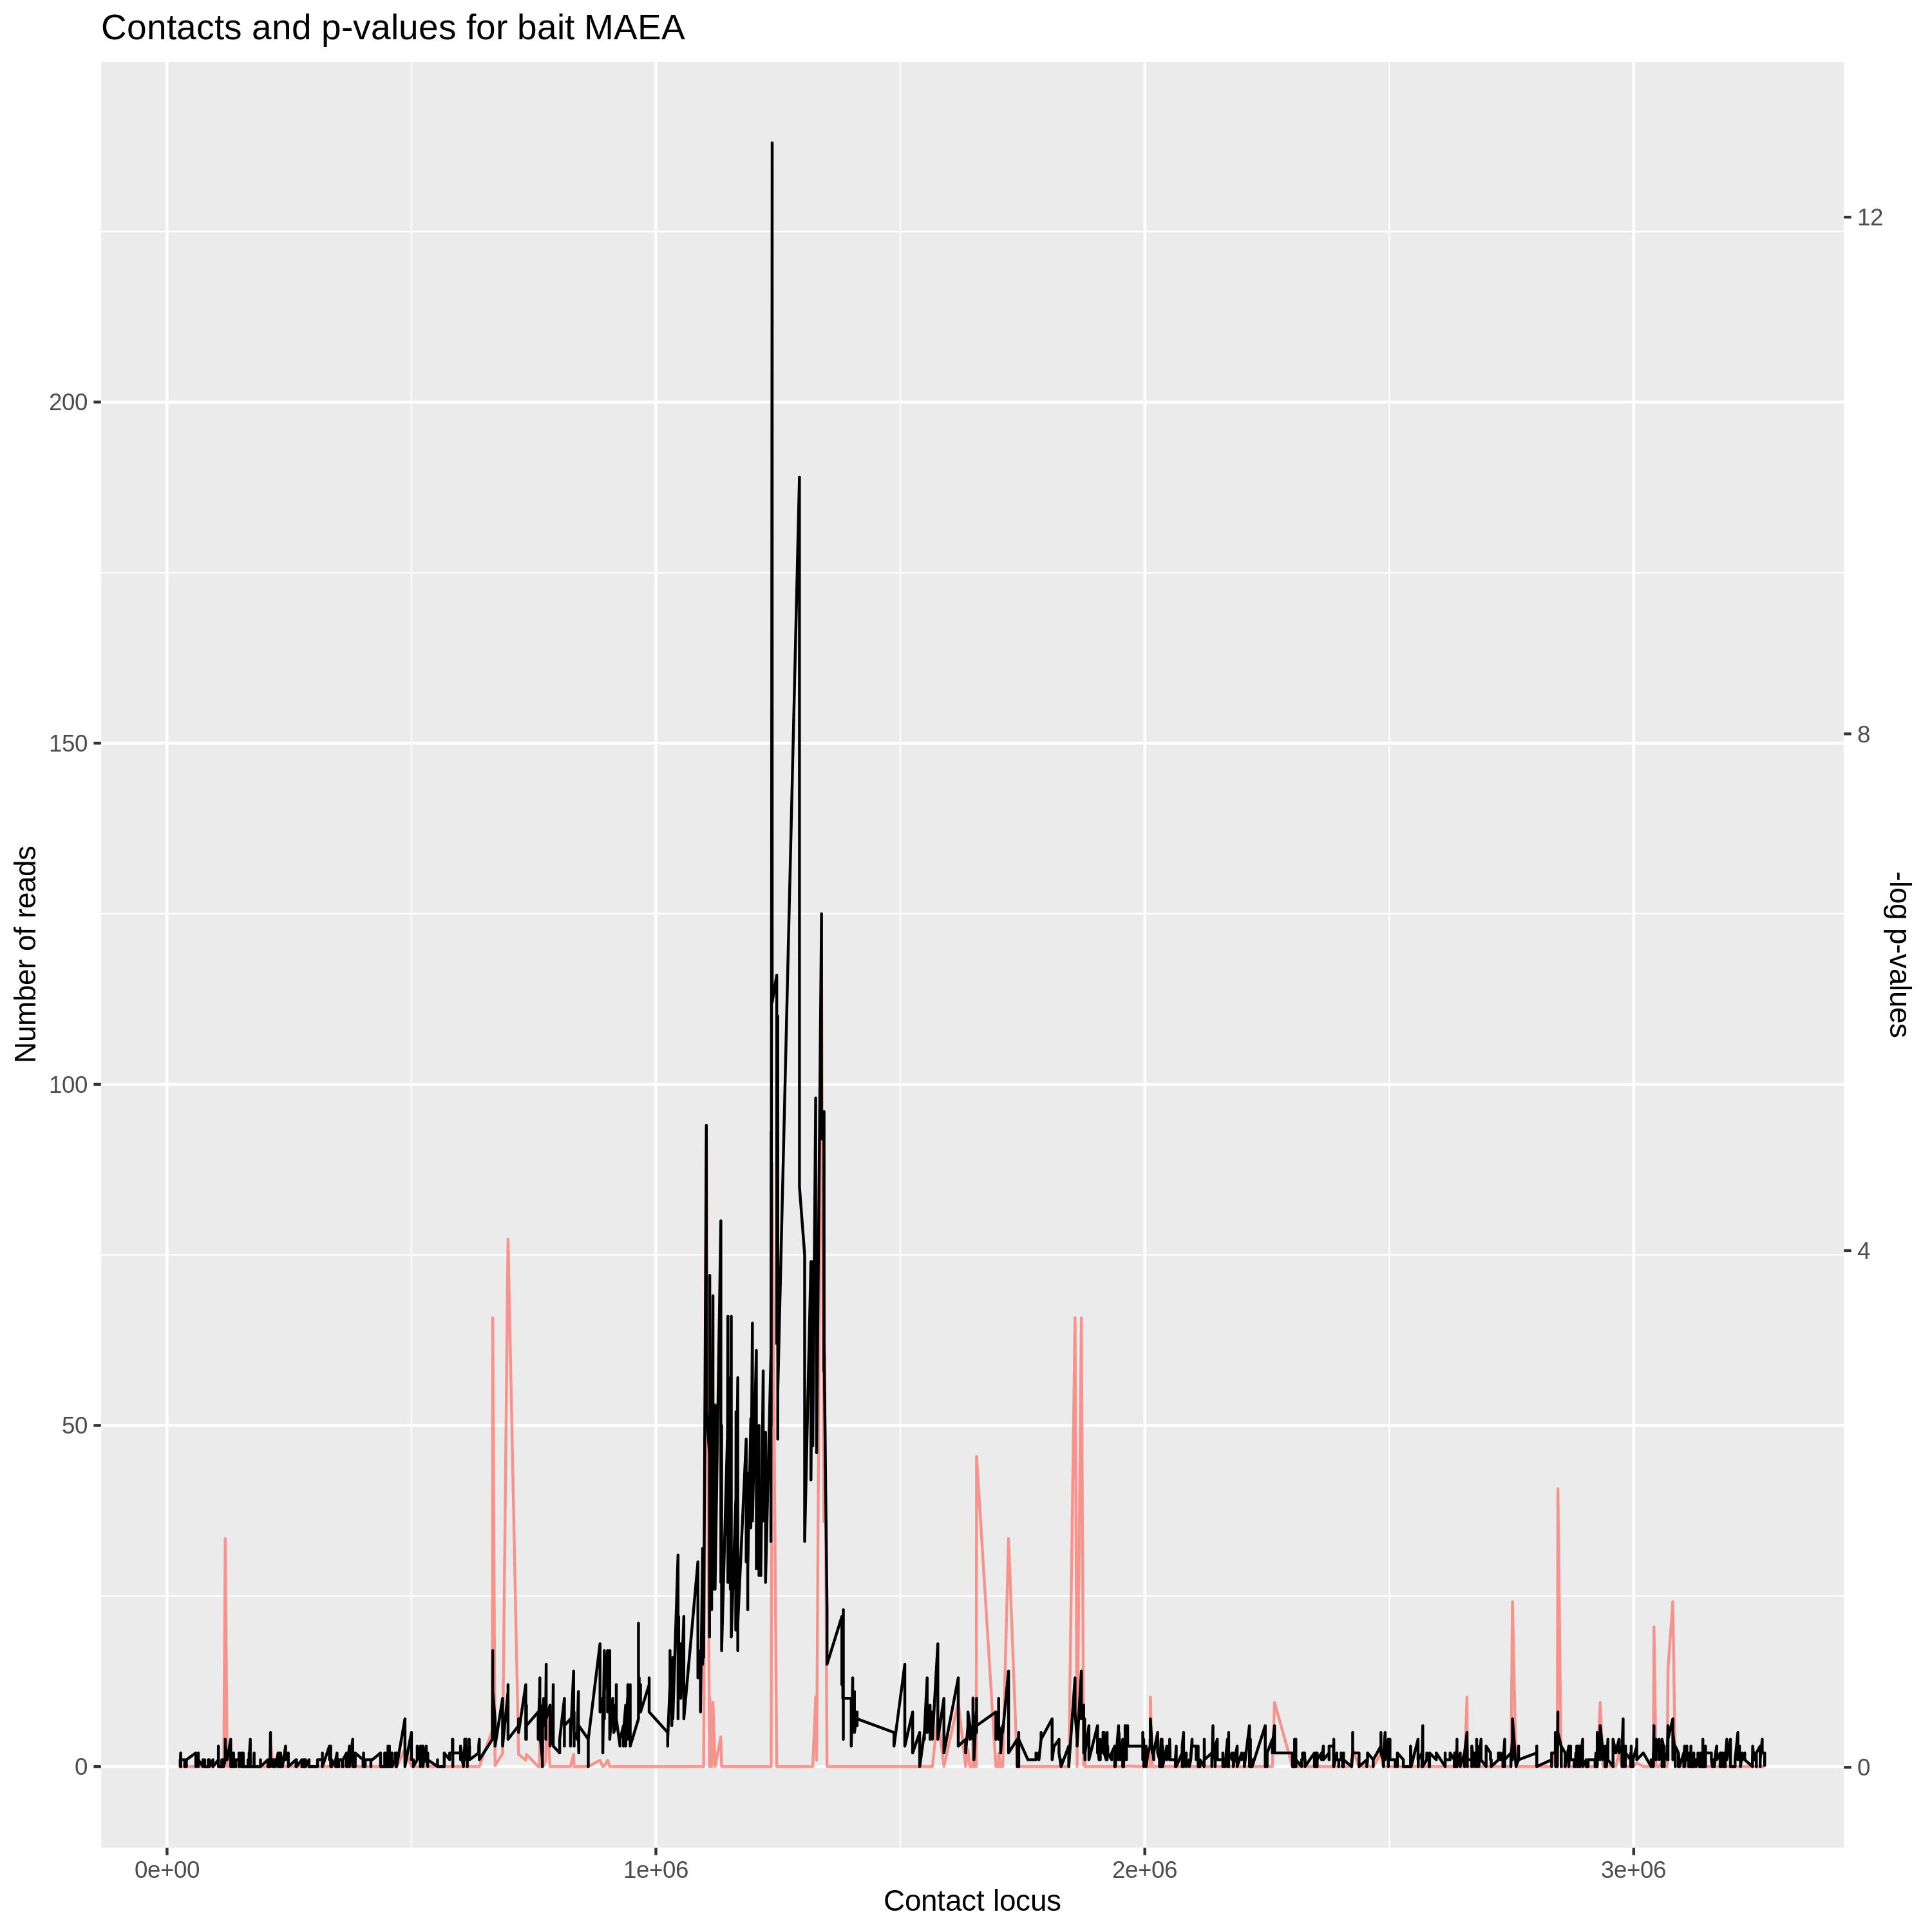 Contacts and p-values for bait MAEA
200
150
100
50
0
12
8
4
0
Number of reads
-log p-values
0e+00
1e+06
2e+06
3e+06
Contact locus